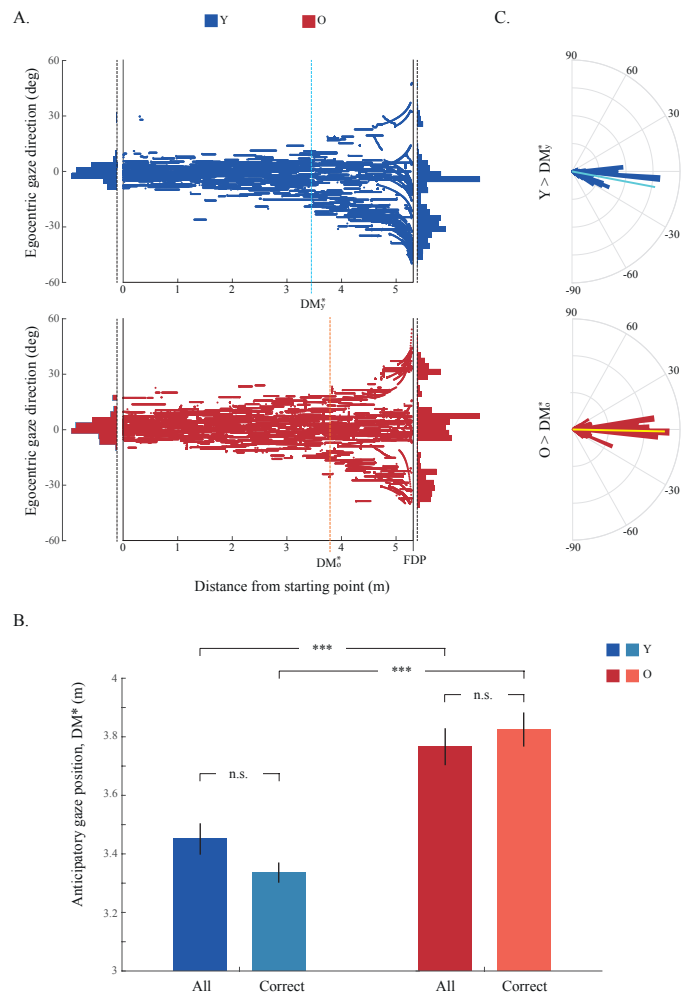 A.
Y
O
C.
Egocentric gaze direction (deg)
60
30
0
-30
-60
0
1
2
3
4
5
DM*y
90
60
30
-30
-60
-90
Y > DM*y
Egocentric gaze direction (deg)
60
30
0
-30
-60
0
1
2
3
4
5
DM*o
FDP
Distance from starting point (m)
90
60
30
-30
-60
-90
O > DM*o
B.
***
***
Y
O
n.s.
n.s.
Anticipatory gaze position, DM* (m)
4
3.8
3.6
3.4
3.2
3
All
Correct
All
Correct